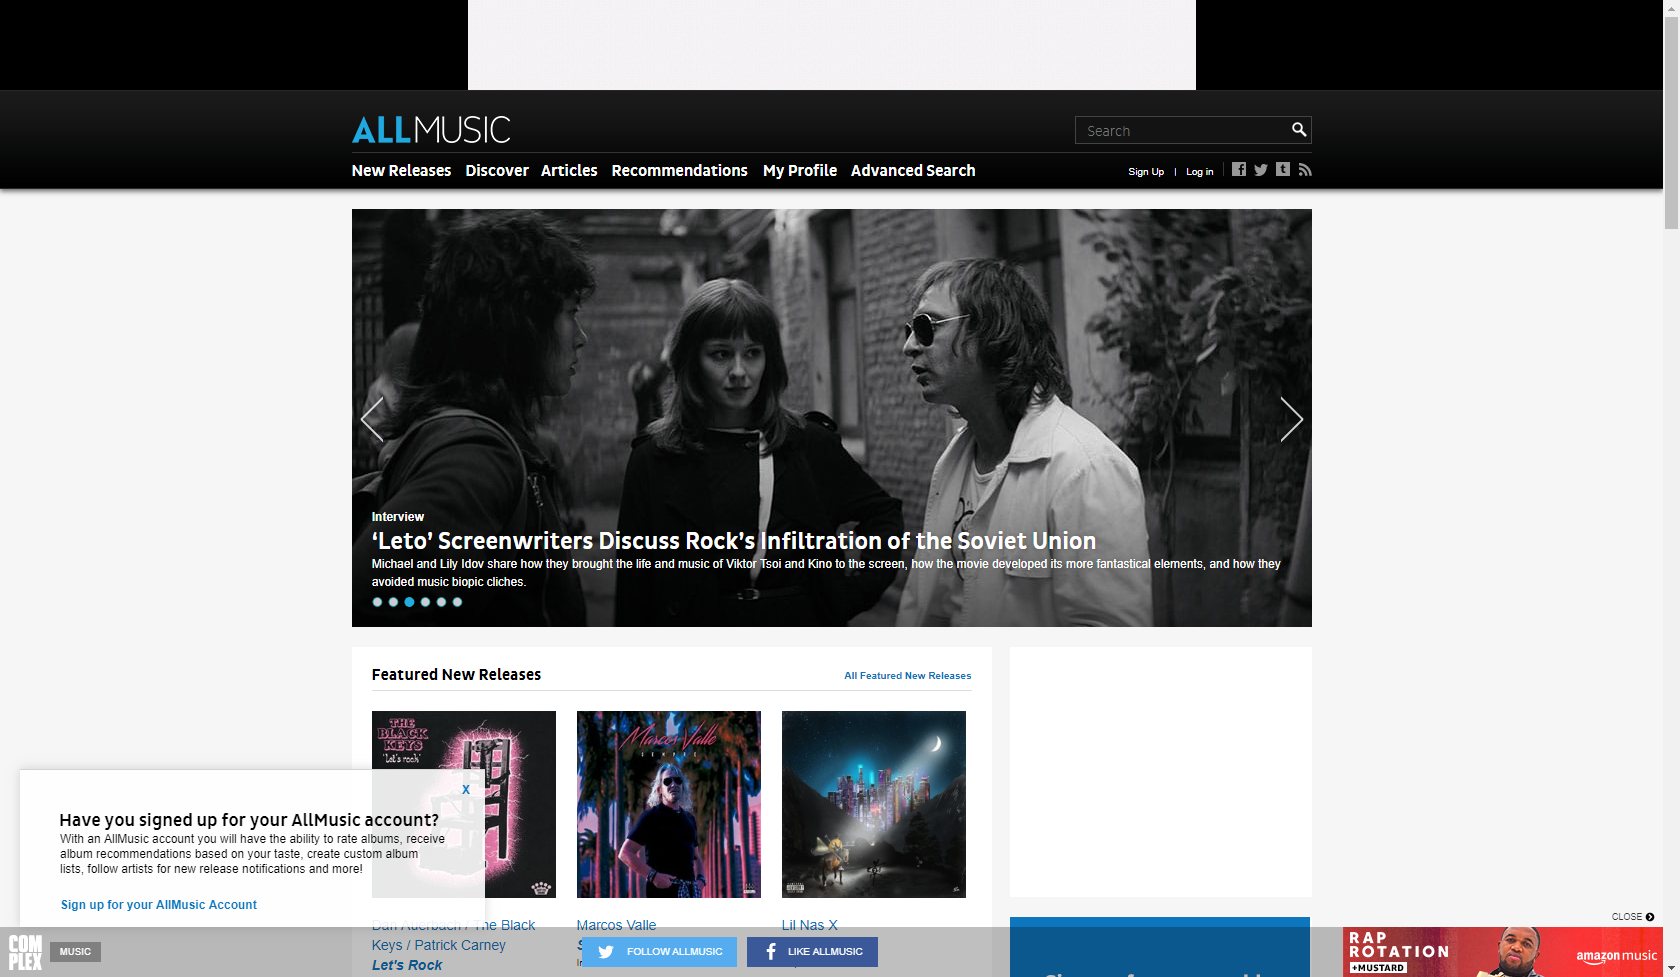 ALLMUSIC
Search
New Releases Discover Articles Recommendations My Profile Advanced Search
Sign Up | Log in
Interview
‘Leto’ Screenwriters Discuss Rock’s Infiltration of the Soviet Union
Michael and Lily Idov share how they brought the life and music of Viktor Tsoi and Kino to the screen, how the movie developed its more fantastical elements, and how they
avoided music biopic cliches.
Featured New Releases
All Featured New Releases
THE
BLACK
KEYS
"Let's rock"
Marcos Valle
SEMPRE
X
Have you signed up for your AllMusic account?
With an AllMusic account you will have the ability to rate albums, receive
album recommendations based on your taste, create custom album
lists, follow artists for new release notifications and more!
Sign up for your AllMusic Account
Dan Auerbach / The Black
Keys / Patrick Carney
Let's Rock
Marcos Valle
Lil Nas X
CLOSE
COM
PLEX
MUSIC
FOLLOW ALLMUSIC
LIKE ALLMUSIC
RAP
ROTATION
+MUSTARD
amazon music